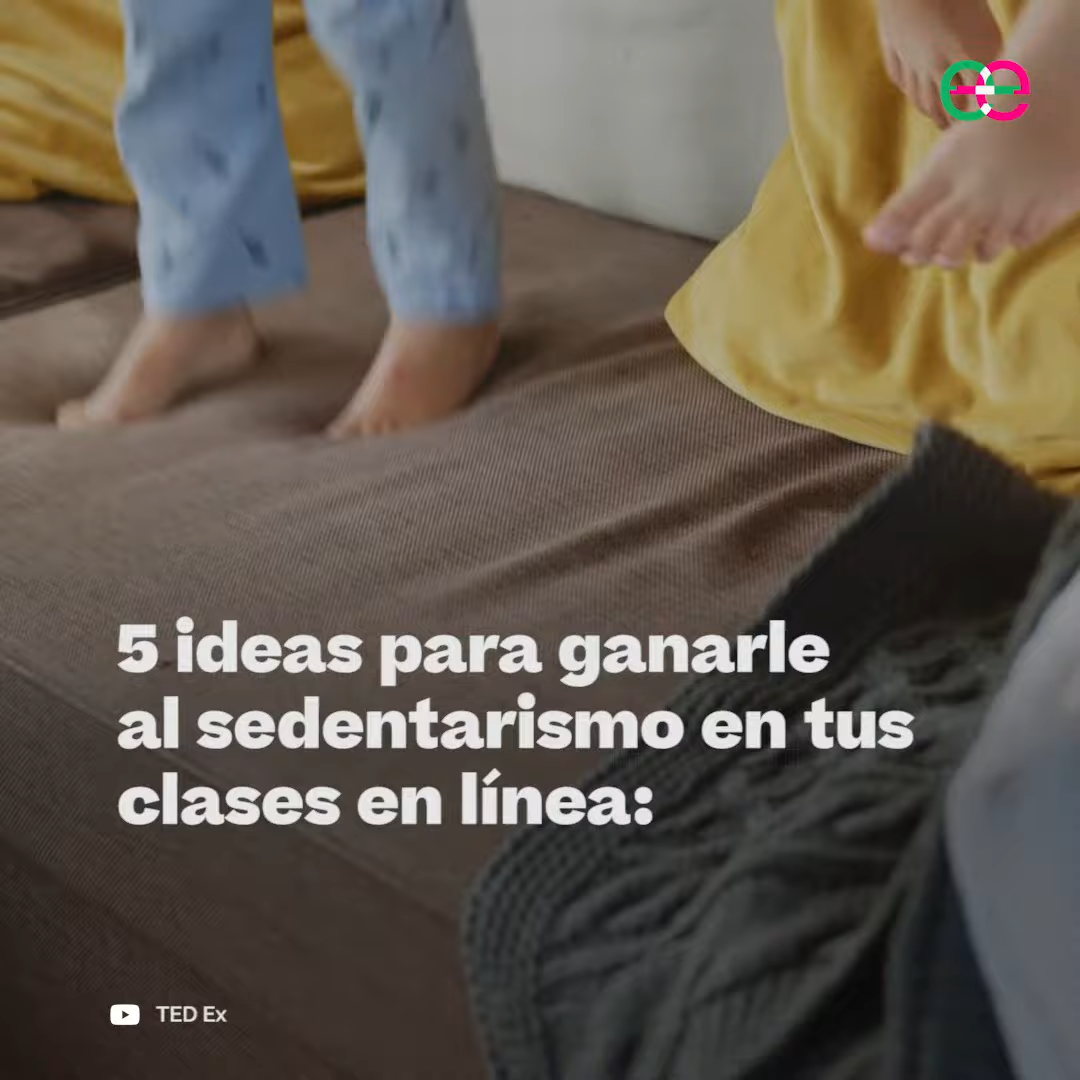 5 ideas para ganarle
al sedentarismo en tus
clases en línea:
TED Ex